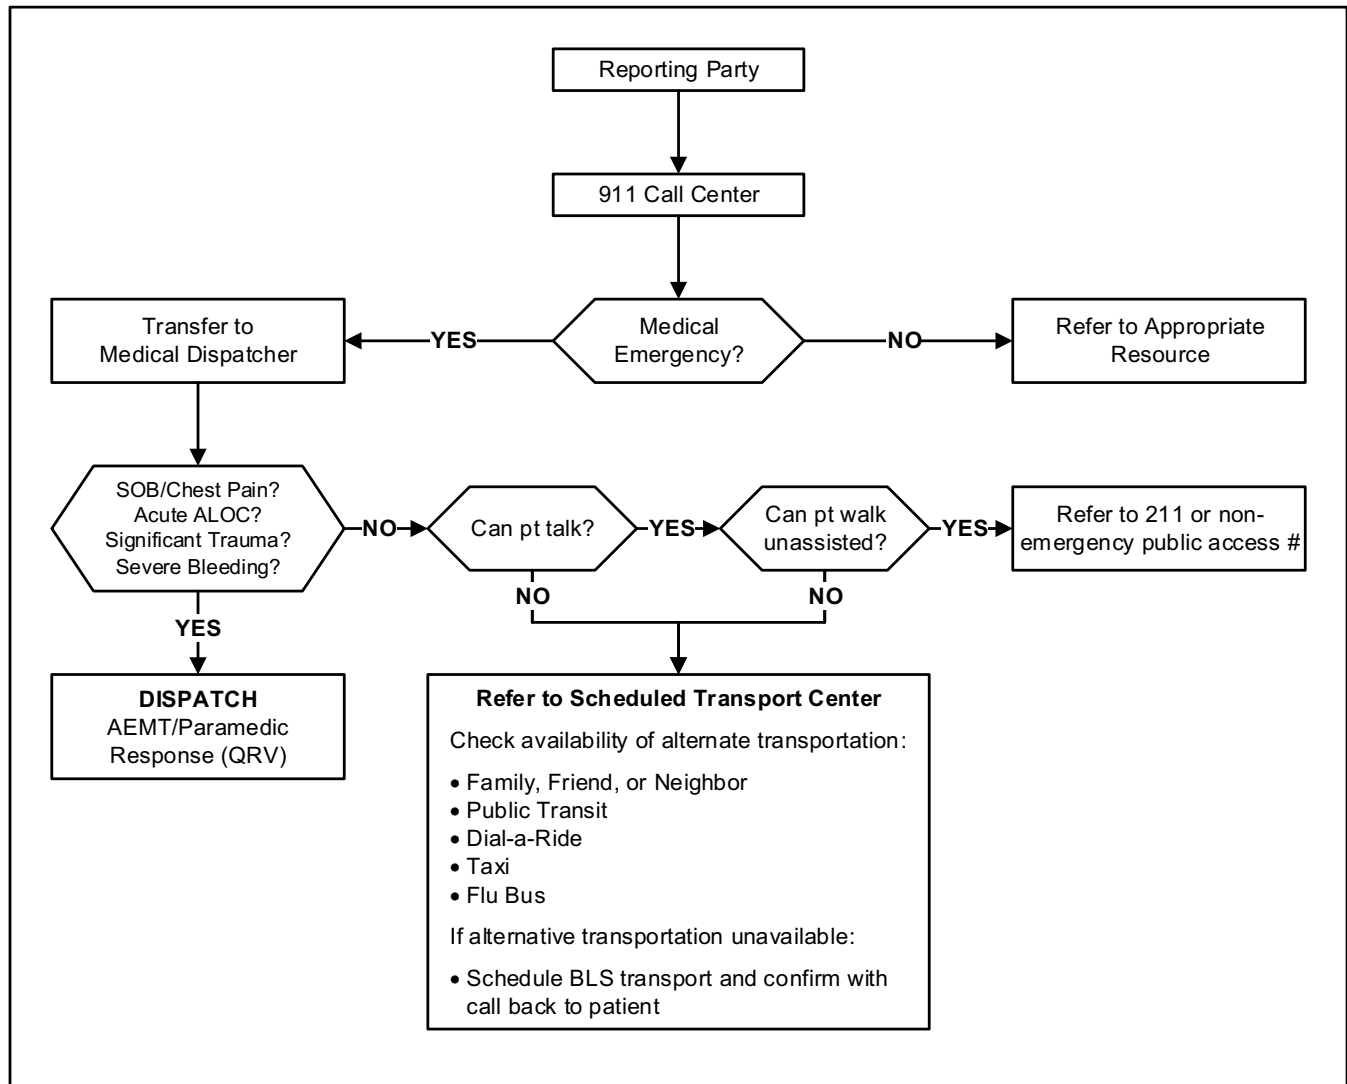 Reporting Party
911 Call Center
Medical
Emergency?
YES
NO
Transfer to
Medical Dispatcher
Refer to Appropriate
Resource
SOB/Chest Pain?
Acute ALOC?
Significant Trauma?
Severe Bleeding?
NO
Can pt talk?
YES
Can pt walk
unassisted?
YES
Refer to 211 or non-
emergency public access #
NO
NO
YES
DISPATCH
AEMT/Paramedic
Response (QRV)
Refer to Scheduled Transport Center
Check availability of alternate transportation:
• Family, Friend, or Neighbor
• Public Transit
• Dial-a-Ride
• Taxi
• Flu Bus
If alternative transportation unavailable:
• Schedule BLS transport and confirm with
call back to patient